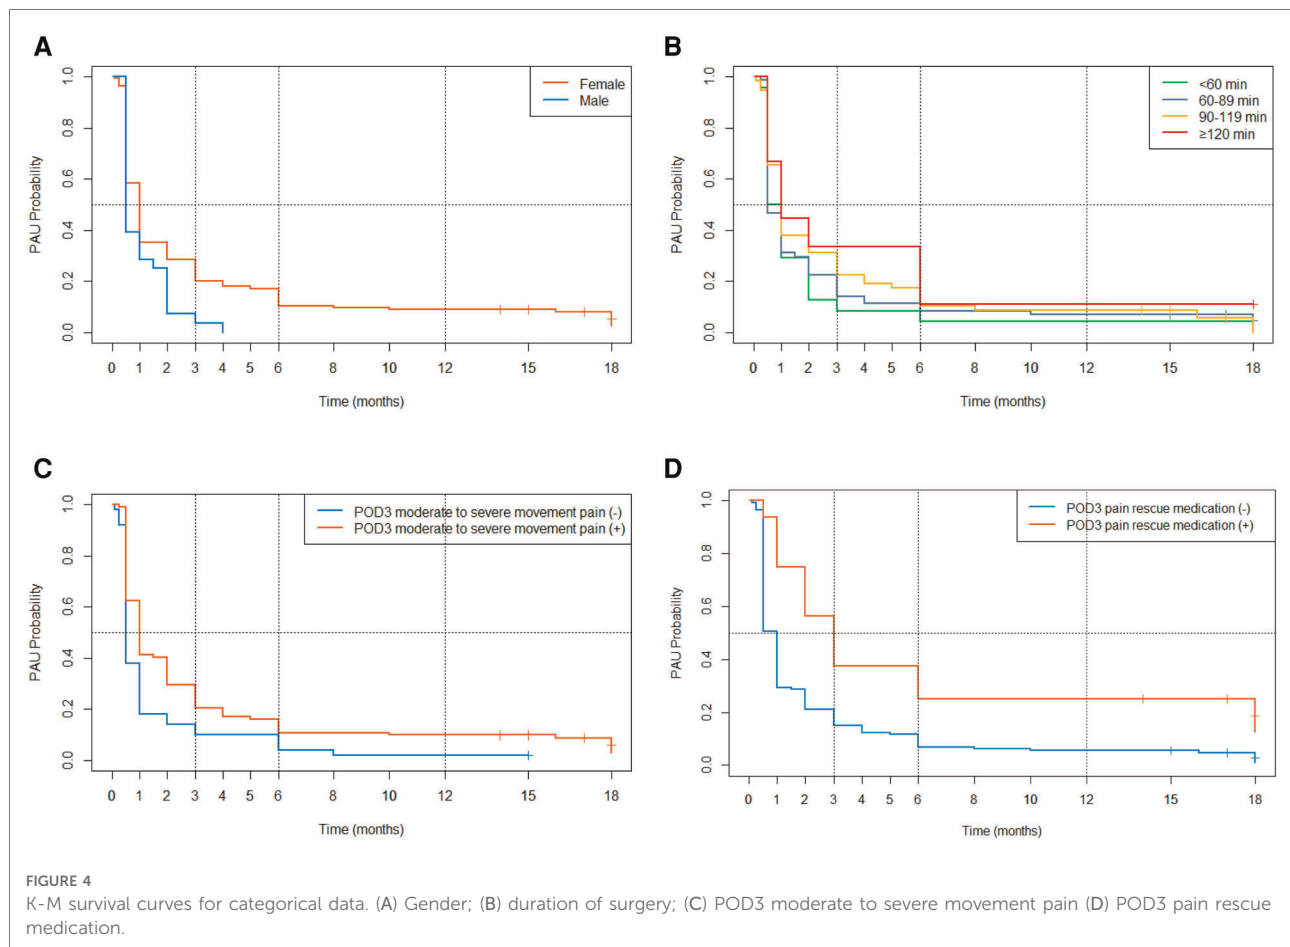 A
Female
Male
PAU Probability
1.0
0.8
0.6
0.4
0.2
0.0
0 1 2 3 4 5 6 8 10 12 15 18
Time (months)
B
<60 min
60-89 min
90-119 min
≥120 min
PAU Probability
1.0
0.8
0.6
0.4
0.2
0.0
0 1 2 3 4 5 6 8 10 12 15 18
Time (months)
C
POD3 moderate to severe movement pain (-)
POD3 moderate to severe movement pain (+)
PAU Probability
1.0
0.8
0.6
0.4
0.2
0.0
0 1 2 3 4 5 6 8 10 12 15 18
Time (months)
D
POD3 pain rescue medication (-)
POD3 pain rescue medication (+)
PAU Probability
1.0
0.8
0.6
0.4
0.2
0.0
0 1 2 3 4 5 6 8 10 12 15 18
Time (months)
FIGURE 4
K-M survival curves for categorical data. (A) Gender; (B) duration of surgery; (C) POD3 moderate to severe movement pain (D) POD3 pain rescue
medication.